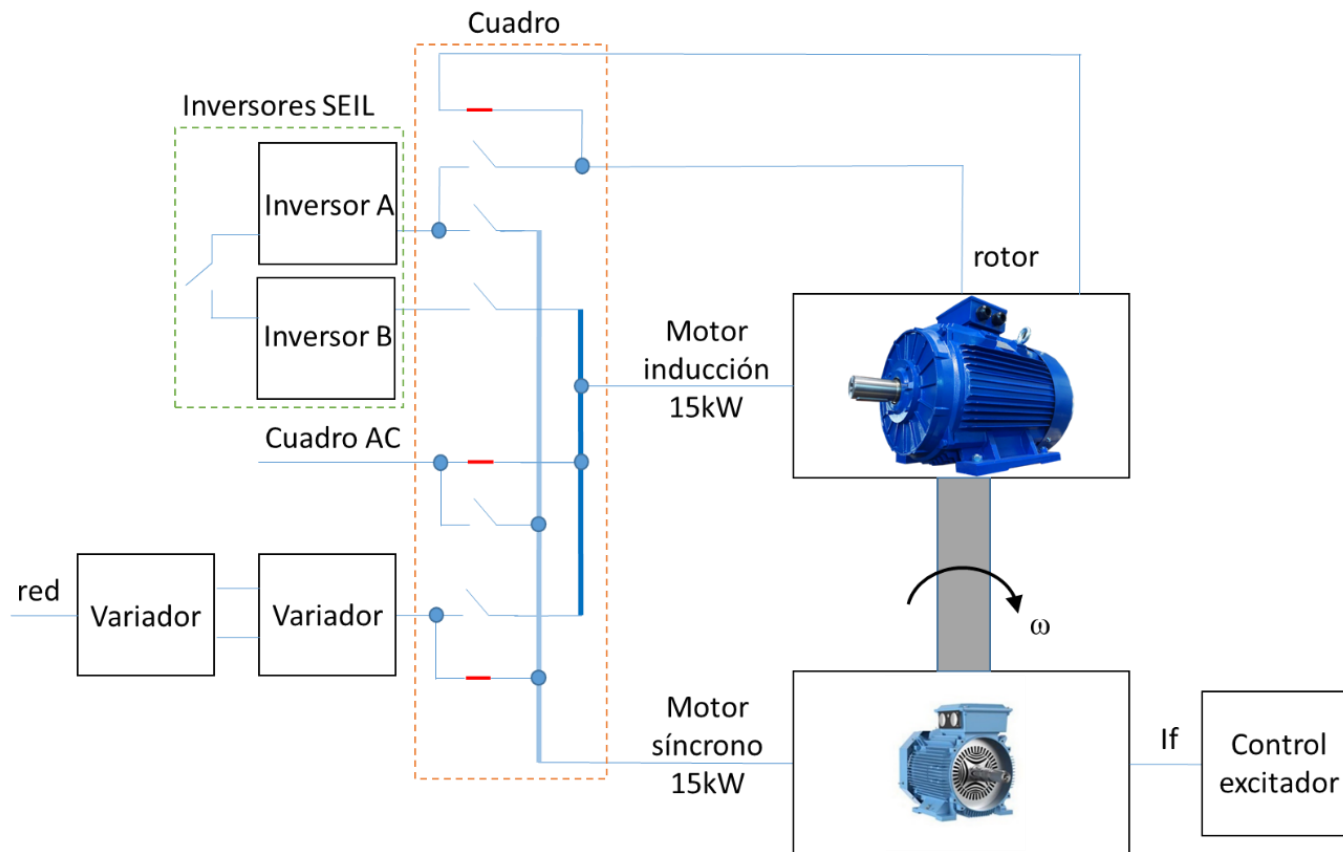 Cuadro
Inversores SEIL
Inversor A
Inversor B
rotor
Motor
inducción
15kW
Cuadro AC
red
Variador
Variador
ω
Motor
síncrono
15kW
If
Control
excitador